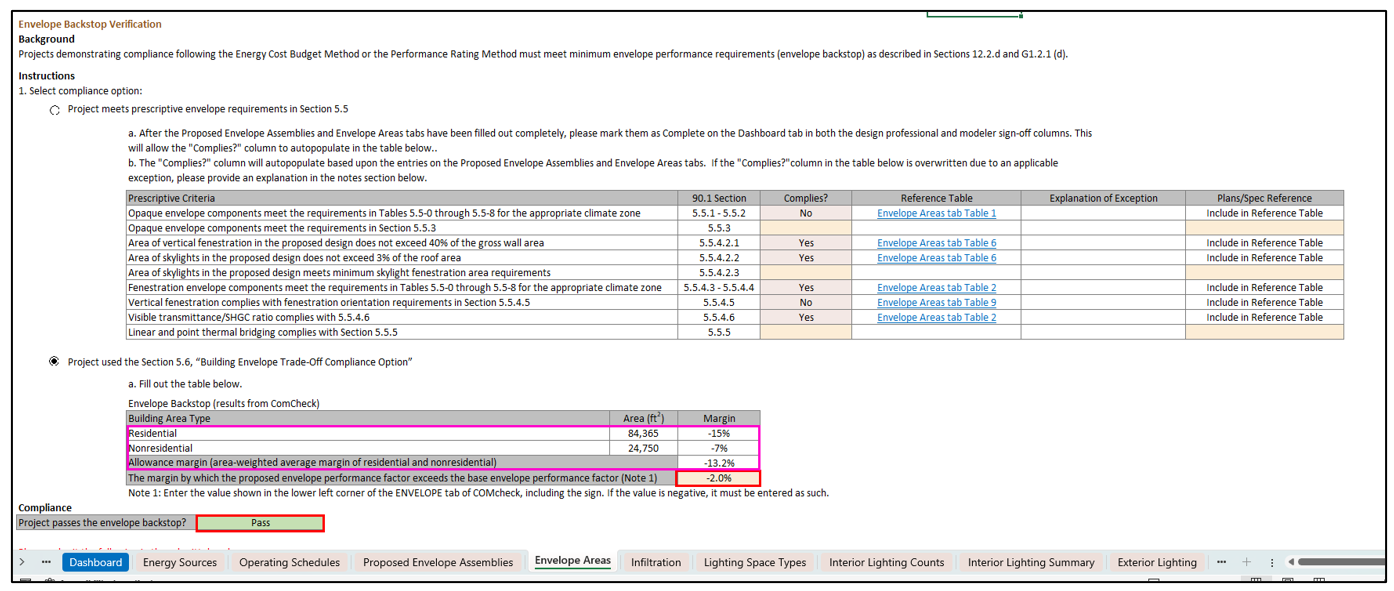 Envelope Backstop Verification
Background
Projects demonstrating compliance following the Energy Cost Budget Method or the Performance Rating Method must meet minimum envelope performance requirements (envelope backstop) as described in Sections 12.2.d and G1.2.1 (d).
Instructions
1. Select compliance option:
Project meets prescriptive envelope requirements in Section 5.5
a. After the Proposed Envelope Assemblies and Envelope Areas tabs have been filled out completely, please mark them as Complete on the Dashboard tab in both the design professional and modeler sign-off columns. This
will allow the "Complies?" column to autopopulate in the table below..
b. The "Complies?" column will autopopulate based upon the entries on the Proposed Envelope Assemblies and Envelope Areas tabs. If the "Complies?"column in the table below is overwritten due to an applicable
exception, please provide an explanation in the notes section below.
Prescriptive Criteria 90.1 Section Complies? Reference Table Explanation of Exception Plans/Spec Reference
Opaque envelope components meet the requirements in Tables 5.5-0 through 5.5-8 for the appropriate climate zone 5.5.1 - 5.5.2 No Envelope Areas tab Table 1 Include in Reference Table
Opaque envelope components meet the requirements in Section 5.5.3 5.5.3
Area of vertical fenestration in the proposed design does not exceed 40% of the gross wall area 5.5.4.2.1 Yes Envelope Areas tab Table 6 Include in Reference Table
Area of skylights in the proposed design does not exceed 3% of the roof area 5.5.4.2.2 Yes Envelope Areas tab Table 6 Include in Reference Table
Area of skylights in the proposed design meets minimum skylight fenestration area requirements 5.5.4.2.3
Fenestration envelope components meet the requirements in Tables 5.5-0 through 5.5-8 for the appropriate climate zone 5.5.4.3 - 5.5.4.4 Yes Envelope Areas tab Table 2 Include in Reference Table
Vertical fenestration complies with fenestration orientation requirements in Section 5.5.4.5 5.5.4.5 No Envelope Areas tab Table 9 Include in Reference Table
Visible transmittance/SHGC ratio complies with 5.5.4.6 5.5.4.6 Yes Envelope Areas tab Table 2 Include in Reference Table
Linear and point thermal bridging complies with Section 5.5.5 5.5.5
Project used the Section 5.6, “Building Envelope Trade-Off Compliance Option”
a. Fill out the table below.
Envelope Backstop (results from ComCheck)
Building Area Type Area (ft²) Margin
Residential 84,365 -15%
Nonresidential 24,750 -7%
Allowance margin (area-weighted average margin of residential and nonresidential) -13.2%
The margin by which the proposed envelope performance factor exceeds the base envelope performance factor (Note 1) -2.0%
Note 1: Enter the value shown in the lower left corner of the ENVELOPE tab of COMcheck, including the sign. If the value is negative, it must be entered as such.
Compliance
Project passes the envelope backstop? Pass
Dashboard Energy Sources Operating Schedules Proposed Envelope Assemblies Envelope Areas Infiltration Lighting Space Types Interior Lighting Counts Interior Lighting Summary Exterior Lighting